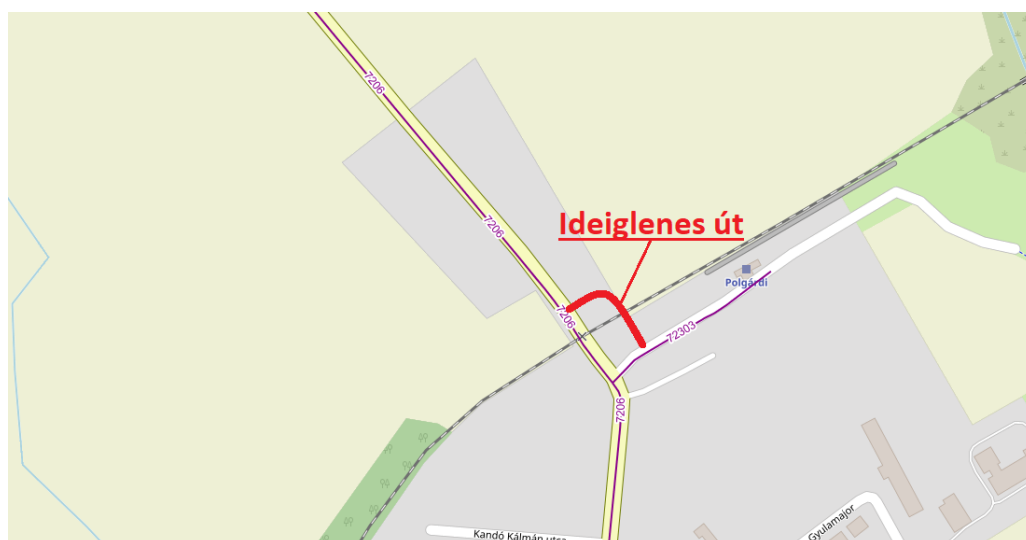 7206
7206
Ideiglenes út
Polgárdi
7206
72303
7206
Gyulamajor
Kandó Kálmán utca